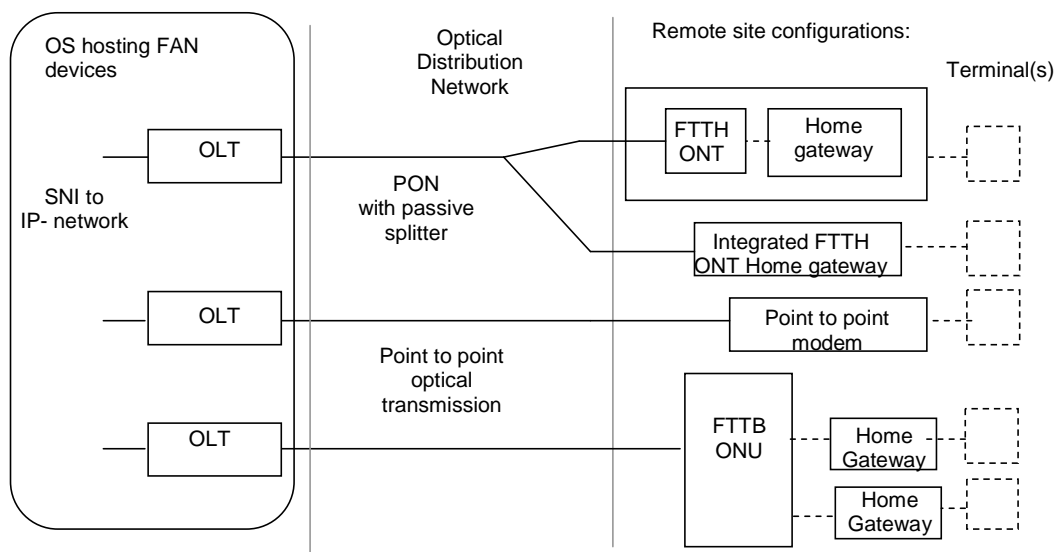 OS hosting FAN
devices
Optical
Distribution
Network
Remote site configurations:
Terminal(s)
OLT
FTTH
ONT
Home
gateway
SNI to
IP- network
PON
with passive
splitter
Integrated FTTH
ONT Home gateway
OLT
Point to point
modem
Point to point
optical
transmission
OLT
FTTB
ONU
Home
Gateway
Home
Gateway